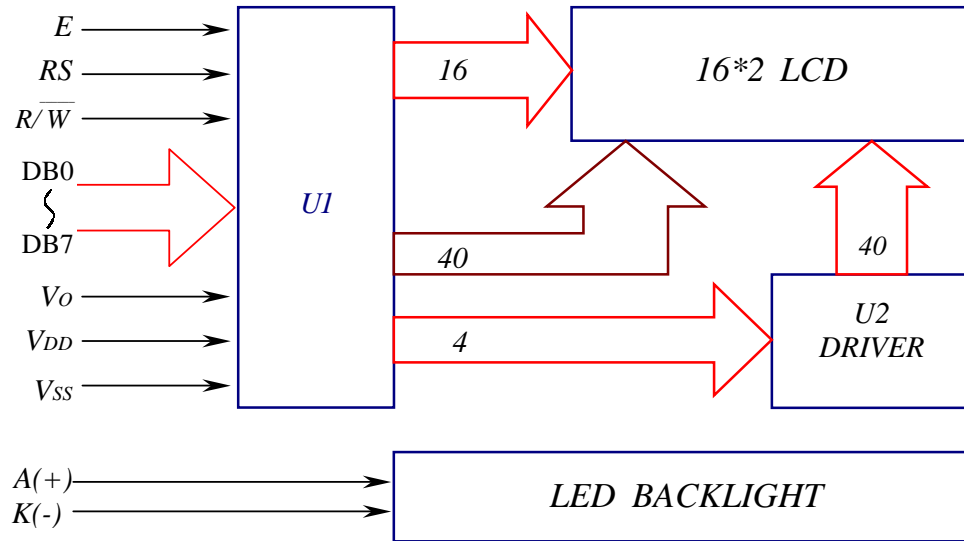 E
RS
R/W̅
DB0
DB7
VO
VDD
VSS
A(+)
K(-)
U1
16
40
4
16*2 LCD
40
U2
DRIVER
LED BACKLIGHT